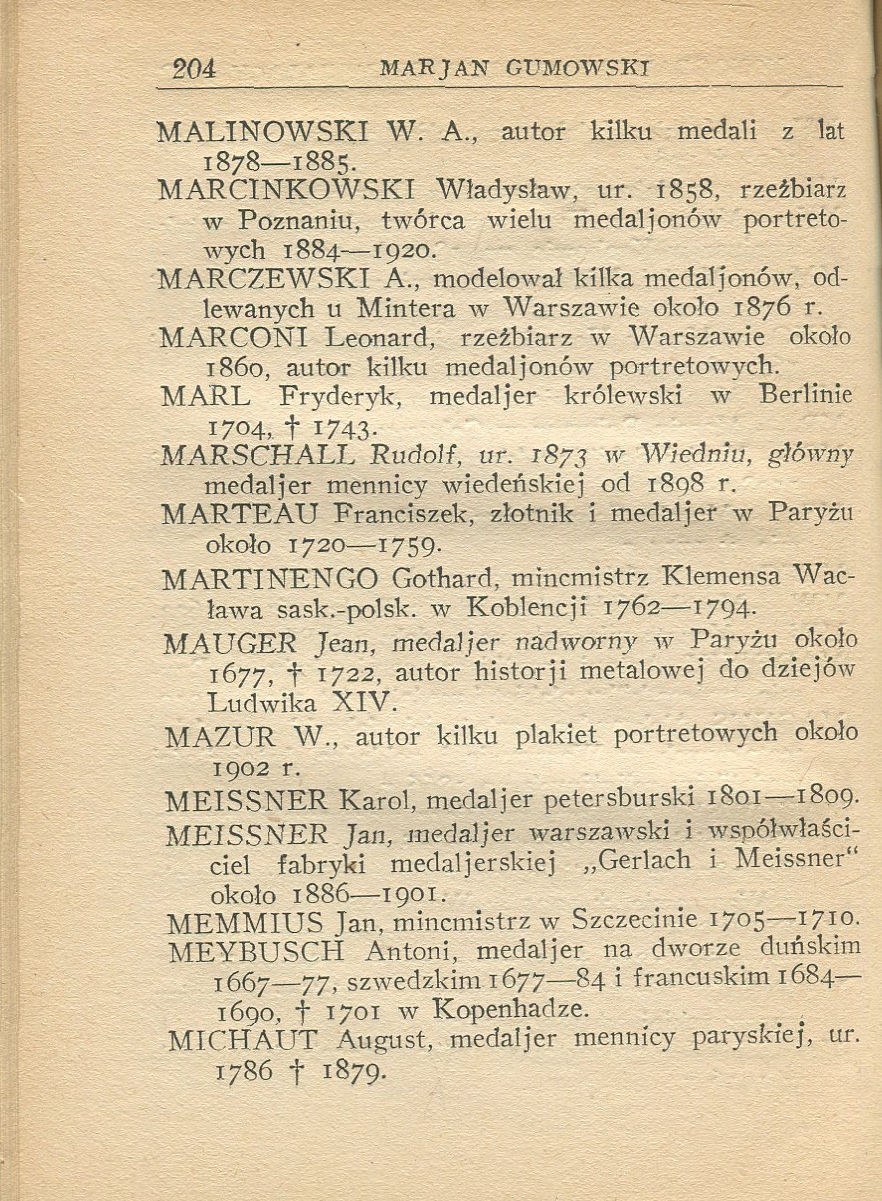 204 MARJAN GUMOWSKI
MALINOWSKI W. A., autor kilku medali z lat
1878—1885.
MARCINKOWSKI Władysław, ur. 1858, rzeźbiarz
w Poznaniu, twórca wielu medaljonów portreto-
wych 1884—1920.
MARCZEWSKI A., modelował kilka medaljonów, od-
lewanych u Mintera w Warszawie około 1876 r.
MARCONI Leonard, rzeźbiarz w Warszawie około
1860, autor kilku medaljonów portretowych.
MARL Fryderyk, medaljer królewski w Berlinie
1704, † 1743.
MARSCHALL Rudolf, ur. 1873 w Wiedniu, główny
medaljer mennicy wiedeńskiej od 1898 r.
MARTEAU Franciszek, złotnik i medaljer w Paryżu
około 1720—1759.
MARTINENGO Gothard, mincmistrz Klemensa Wac-
ława sask.-polsk. w Koblencji 1762—1794.
MAUGER Jean, medaljer nadworny w Paryżu około
1677, † 1722, autor historji metalowej do dziejów
Ludwika XIV.
MAZUR W., autor kilku plakiet portretowych około
1902 r.
MEISSNER Karol, medaljer petersburski 1801—1809.
MEISSNER Jan, medaljer warszawski i współwłaści-
ciel fabryki medaljerskiej „Gerlach i Meissner“
około 1886—1901.
MEMMIUS Jan, mincmistrz w Szczecinie 1705—1710.
MEYBUSCH Antoni, medaljer na dworze duńskim
1667—77, szwedzkim 1677—84 i francuskim 1684—
1690, † 1701 w Kopenhadze.
MICHAUT August, medaljer mennicy paryskiej, ur.
1786 † 1879.